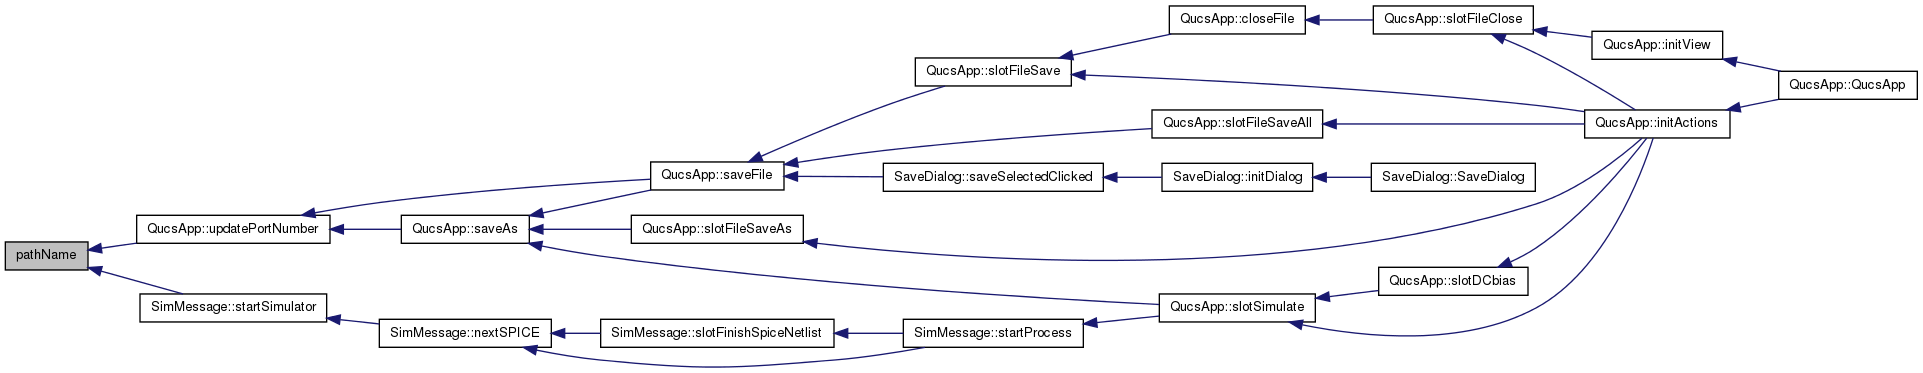 QucsApp::closeFile
QucsApp::slotFileClose
QucsApp::initView
QucsApp::slotFileSave
QucsApp::QucsApp
QucsApp::slotFileSaveAll
QucsApp::initActions
QucsApp::saveFile
SaveDialog::saveSelectedClicked
SaveDialog::initDialog
SaveDialog::SaveDialog
QucsApp::updatePortNumber
QucsApp::saveAs
QucsApp::slotFileSaveAs
pathName
QucsApp::slotDCbias
SimMessage::startSimulator
QucsApp::slotSimulate
SimMessage::nextSPICE
SimMessage::slotFinishSpiceNetlist
SimMessage::startProcess